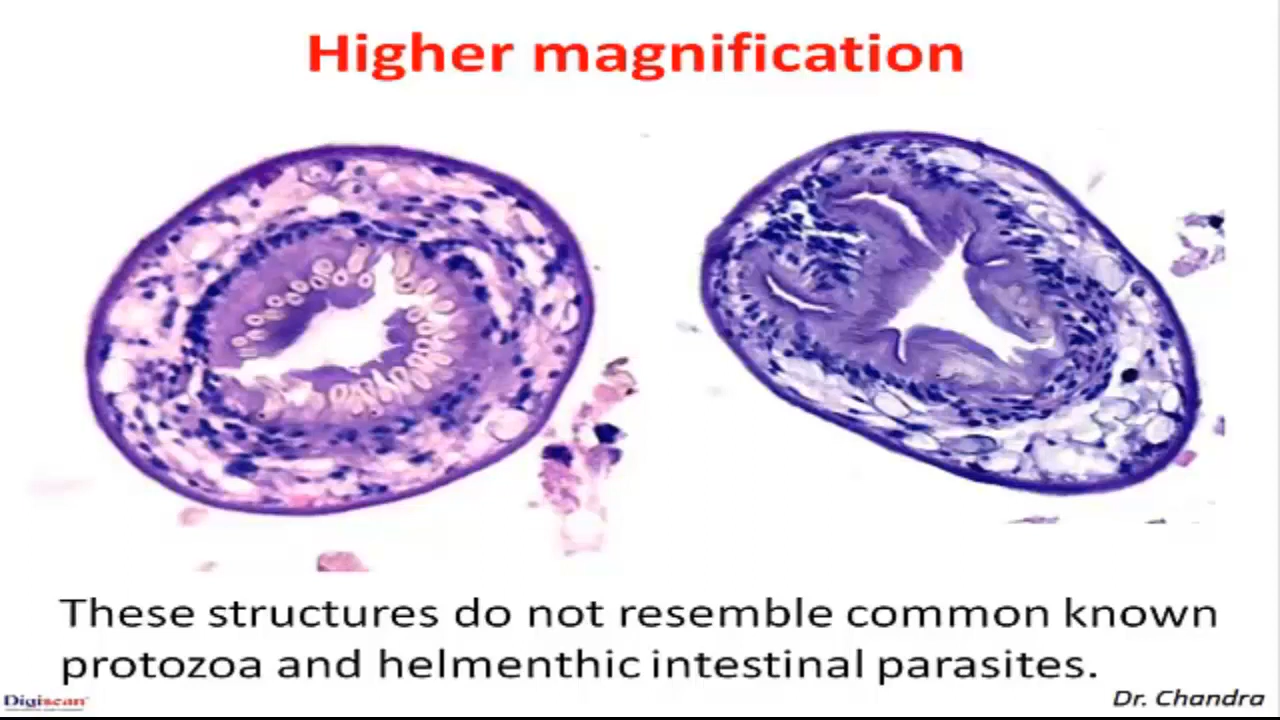 Higher magnification
These structures do not resemble common known
protozoa and helmenthic intestinal parasites.
Digiscan
Dr. Chandra